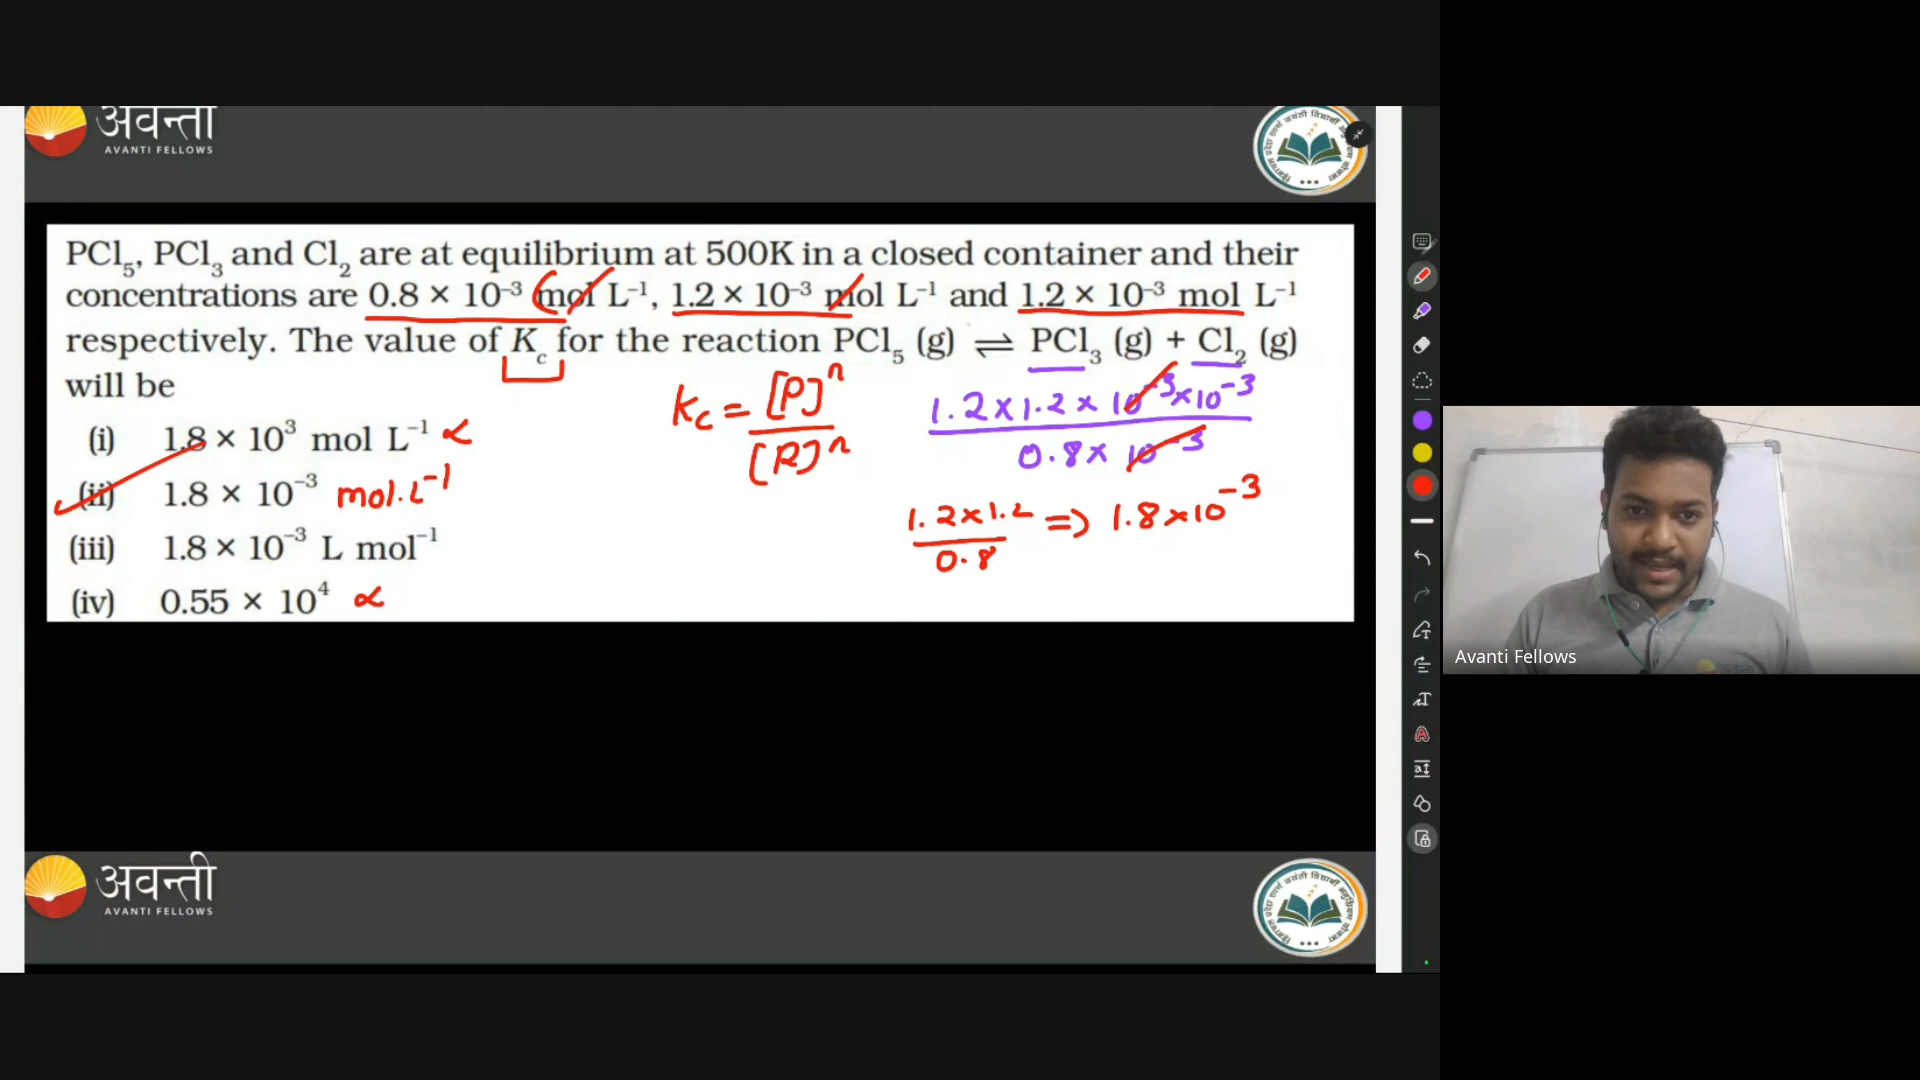 अवन्ती
AVANTI FELLOWS
PCl₅, PCl₃ and Cl₂ are at equilibrium at 500K in a closed container and their
concentrations are 0.8 × 10⁻³ mol L⁻¹, 1.2 × 10⁻³ mol L⁻¹ and 1.2 × 10⁻³ mol L⁻¹
respectively. The value of K꜀ for the reaction PCl₅ (g) ⇌ PCl₃ (g) + Cl₂ (g)
will be
(i) 1.8 × 10³ mol L⁻¹
(ii) 1.8 × 10⁻³ mol.L⁻¹
(iii) 1.8 × 10⁻³ L mol⁻¹
(iv) 0.55 × 10⁴
Kc = [P]ⁿ
[R]ⁿ
1.2×1.2×10⁻³×10⁻³
0.8×10⁻³
1.2×1.2 ⇒ 1.8×10⁻³
0.8
Avanti Fellows
अवन्ती
AVANTI FELLOWS